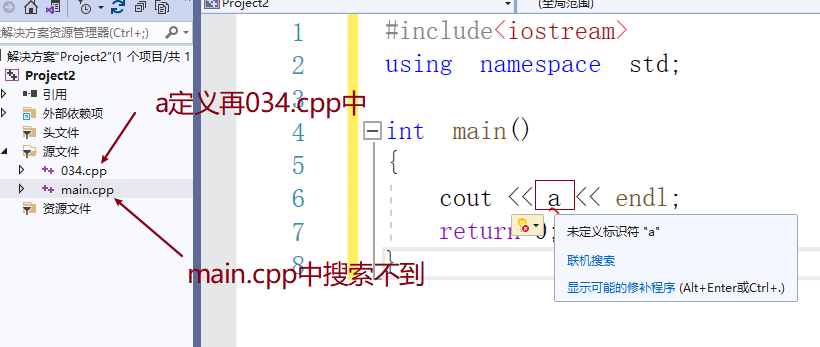 Project2
(全局范围)
解决方案资源管理器(Ctrl+;)
解决方案"Project2"(1 个项目/共 1
Project2
引用
外部依赖项
头文件
源文件
034.cpp
main.cpp
资源文件
a定义再034.cpp中
main.cpp中搜索不到
1 #include<iostream>
2 using namespace std;
3
4 int main()
5 {
6 cout << a << endl;
7 return 0;
8 }
未定义标识符 "a"
联机搜索
显示可能的修补程序 (Alt+Enter或Ctrl+.)